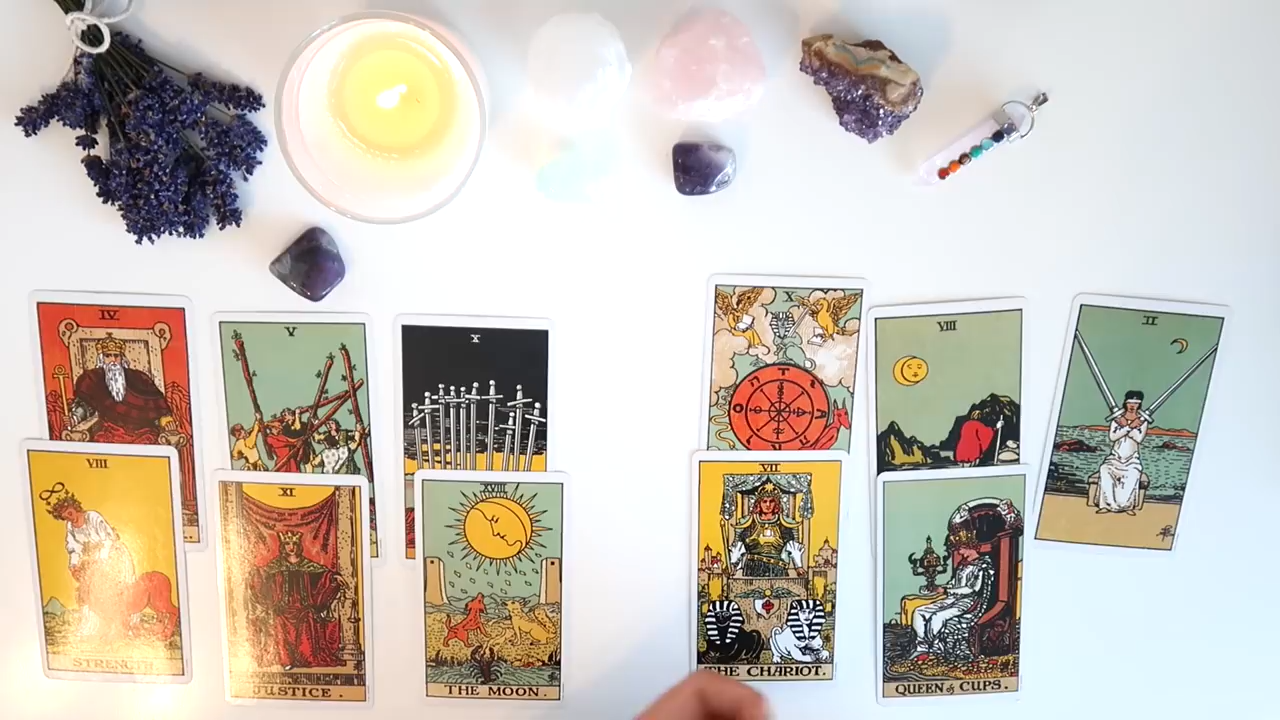 IV
V
X
X
VIII
II
VIII
STRENGTH.
XI
JUSTICE.
XVIII
THE MOON.
VII
THE CHARIOT.
QUEEN of CUPS.